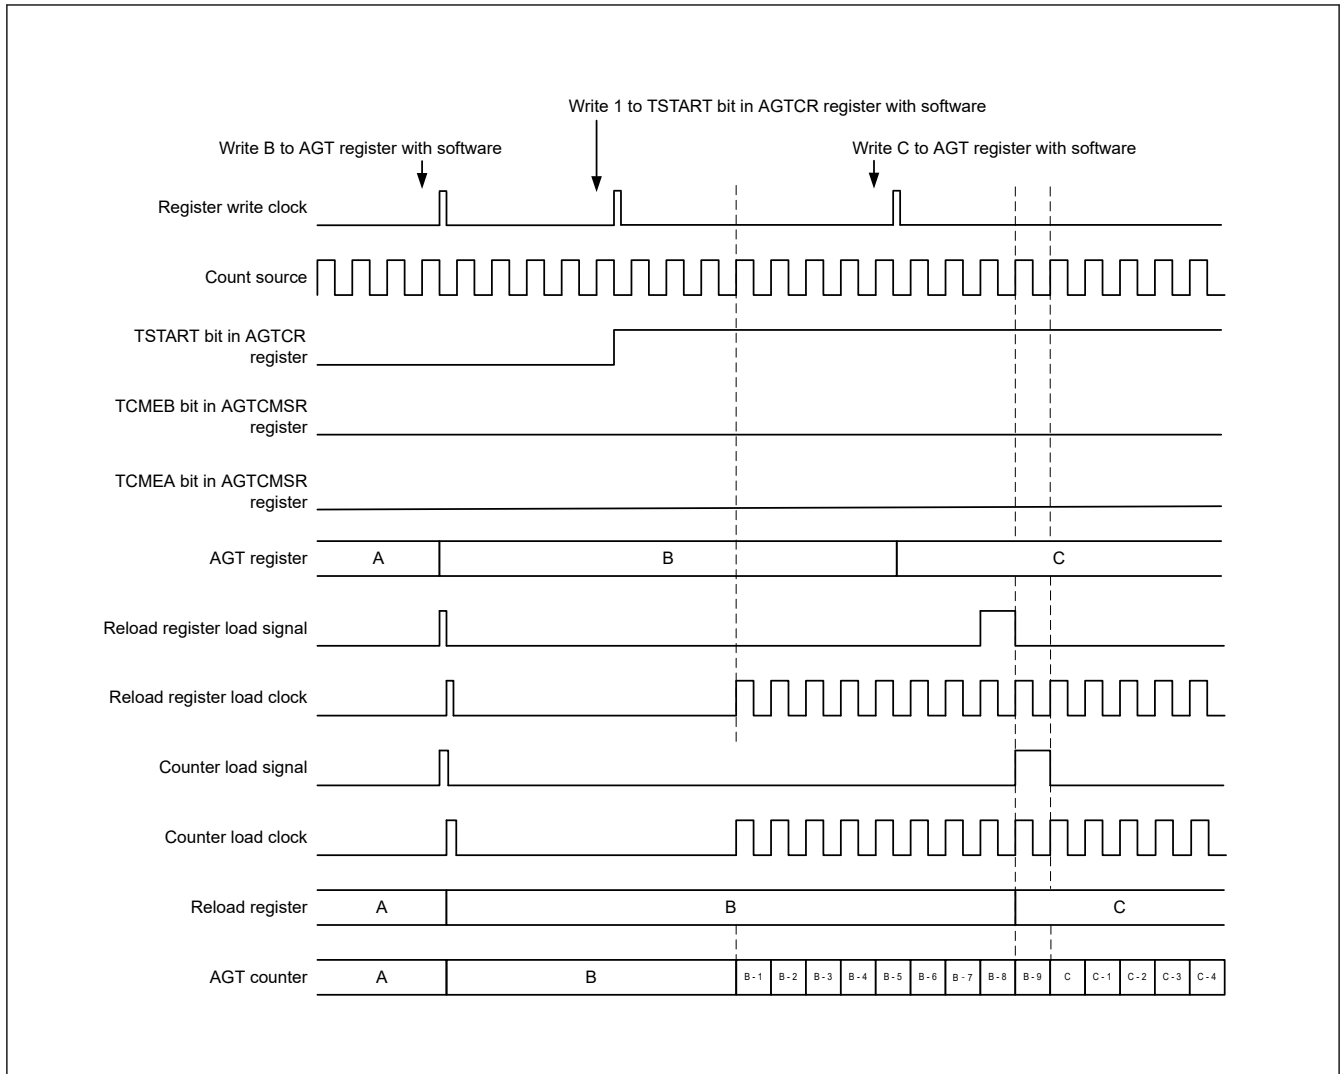 Write 1 to TSTART bit in AGTCR register with software
Write B to AGT register with software
Write C to AGT register with software
Register write clock
Count source
TSTART bit in AGTCR
register
TCMEB bit in AGTCMSR
register
TCMEA bit in AGTCMSR
register
AGT register A B C
Reload register load signal
Reload register load clock
Counter load signal
Counter load clock
Reload register A B C
AGT counter A B B - 1 B - 2 B - 3 B - 4 B - 5 B - 6 B - 7 B - 8 B - 9 C C - 1 C - 2 C - 3 C - 4